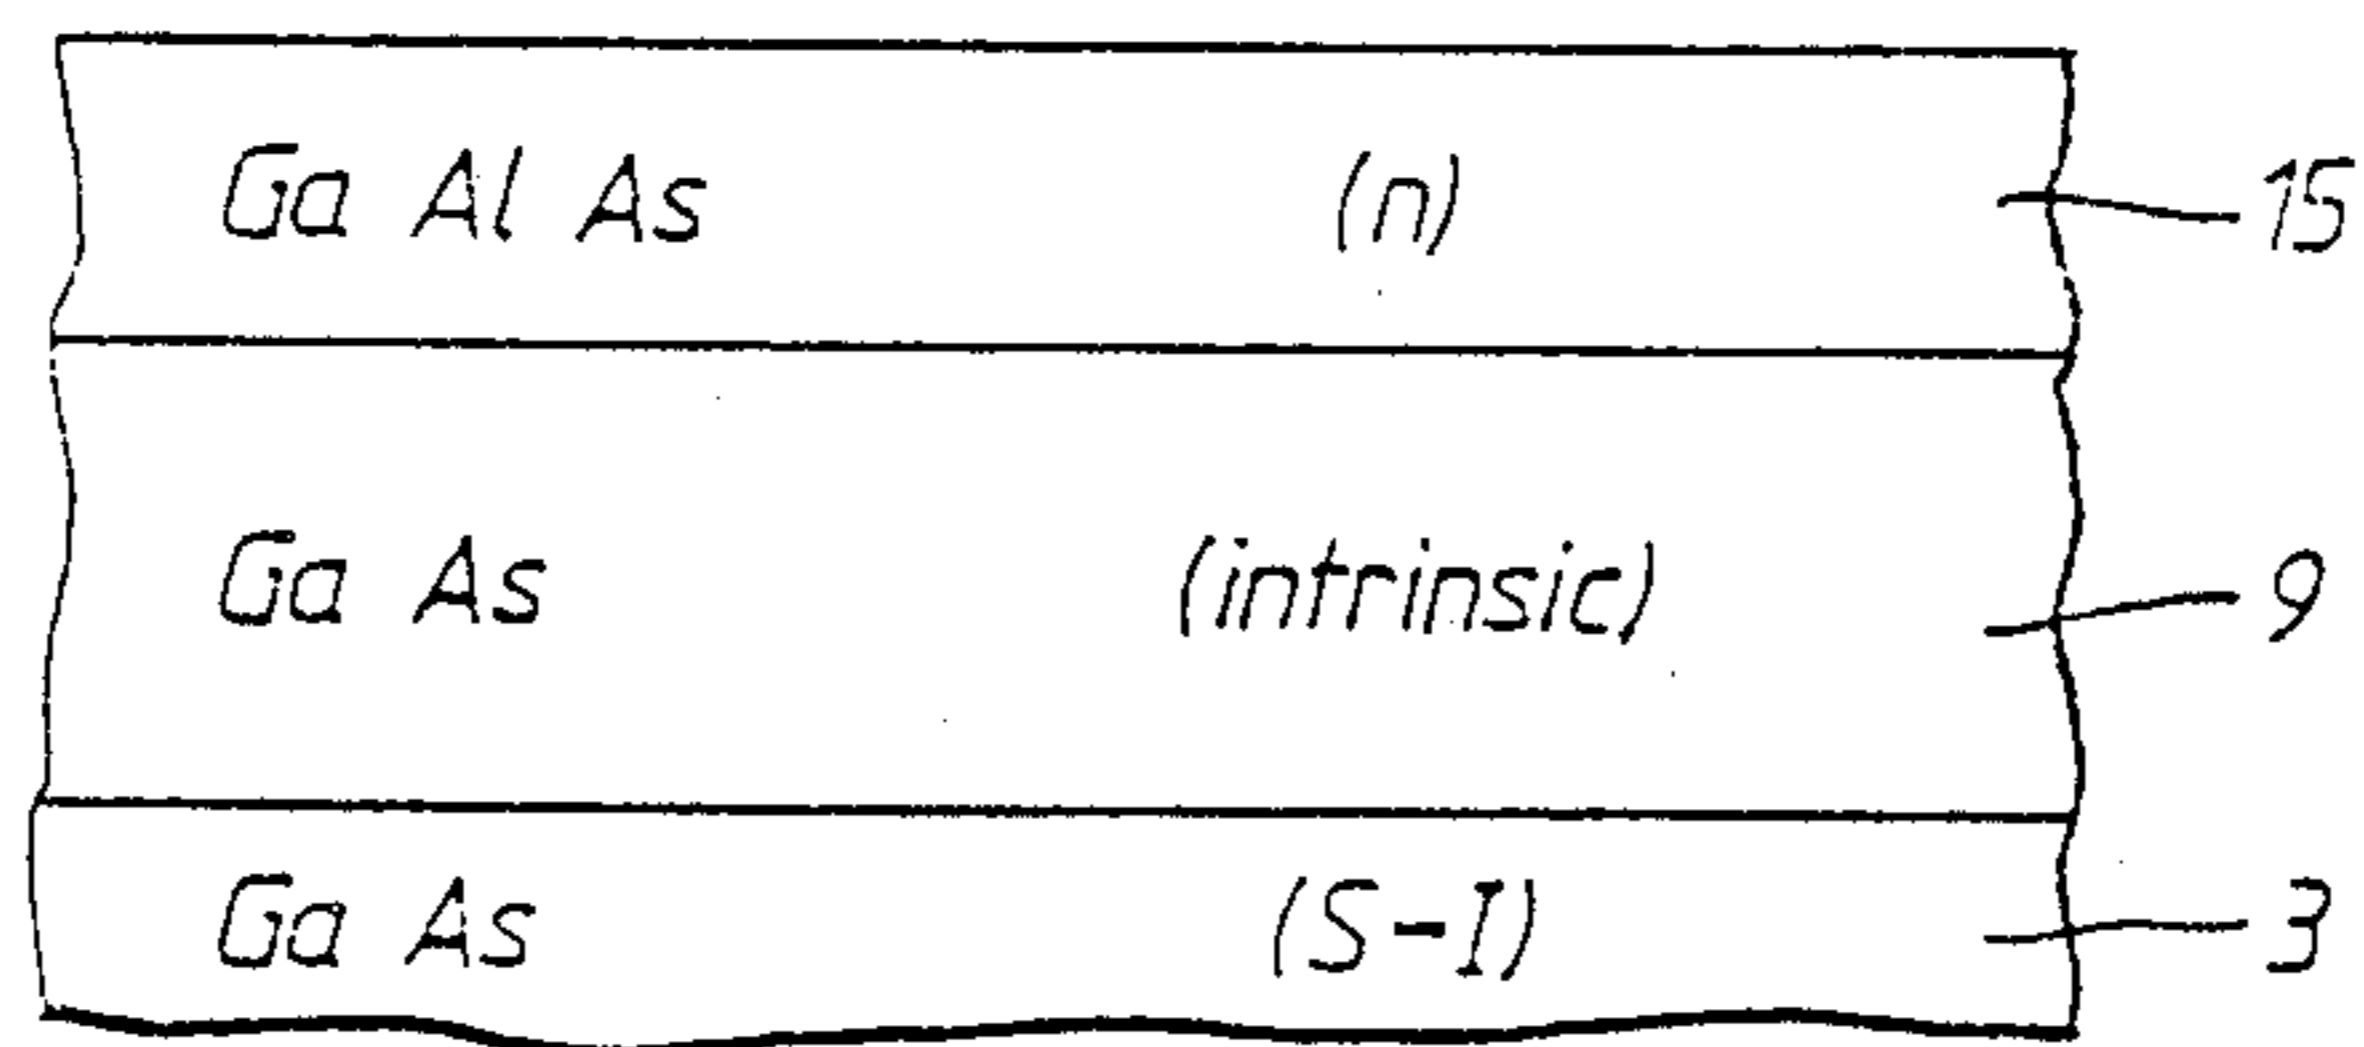 Ga Al As (n) 15
Ga As (intrinsic) 9
Ga As (S-I) 3